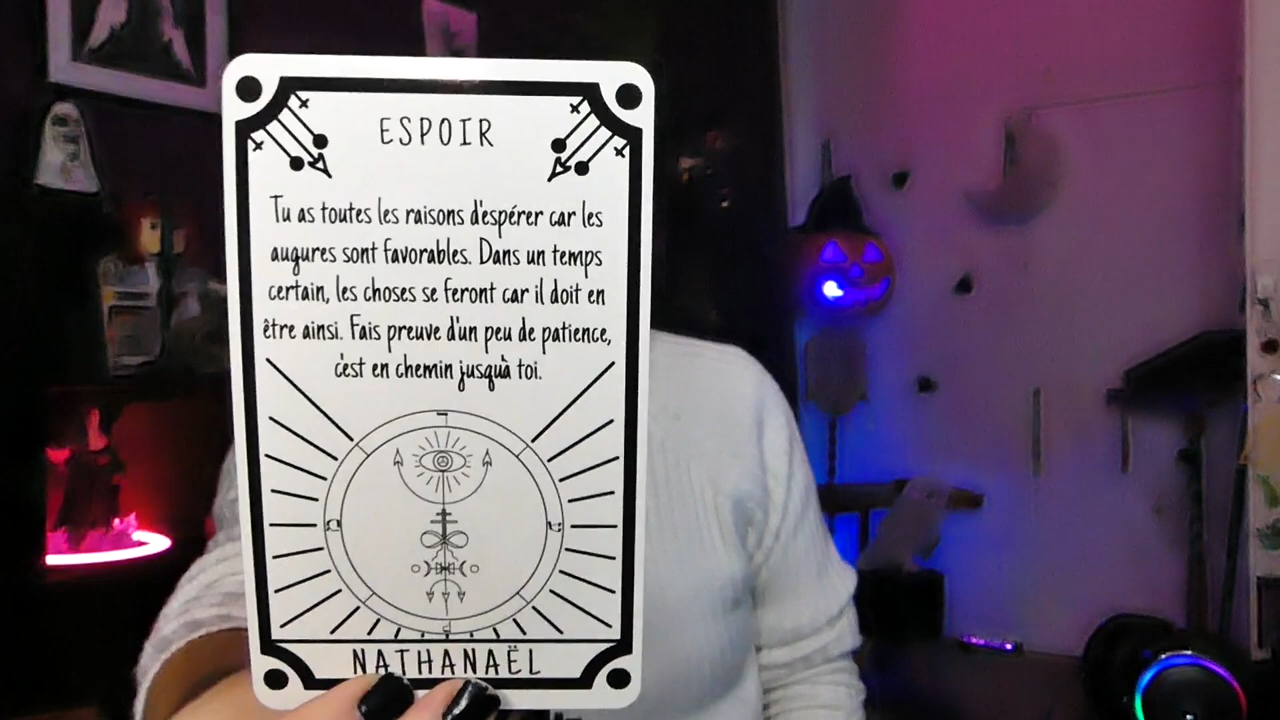 ESPOIR
Tu as toutes les raisons d'espérer car les
augures sont favorables. Dans un temps
certain, les choses se feront car il doit en
être ainsi. Fais preuve d'un peu de patience,
c'est en chemin jusqu'à toi.
NATHANAËL